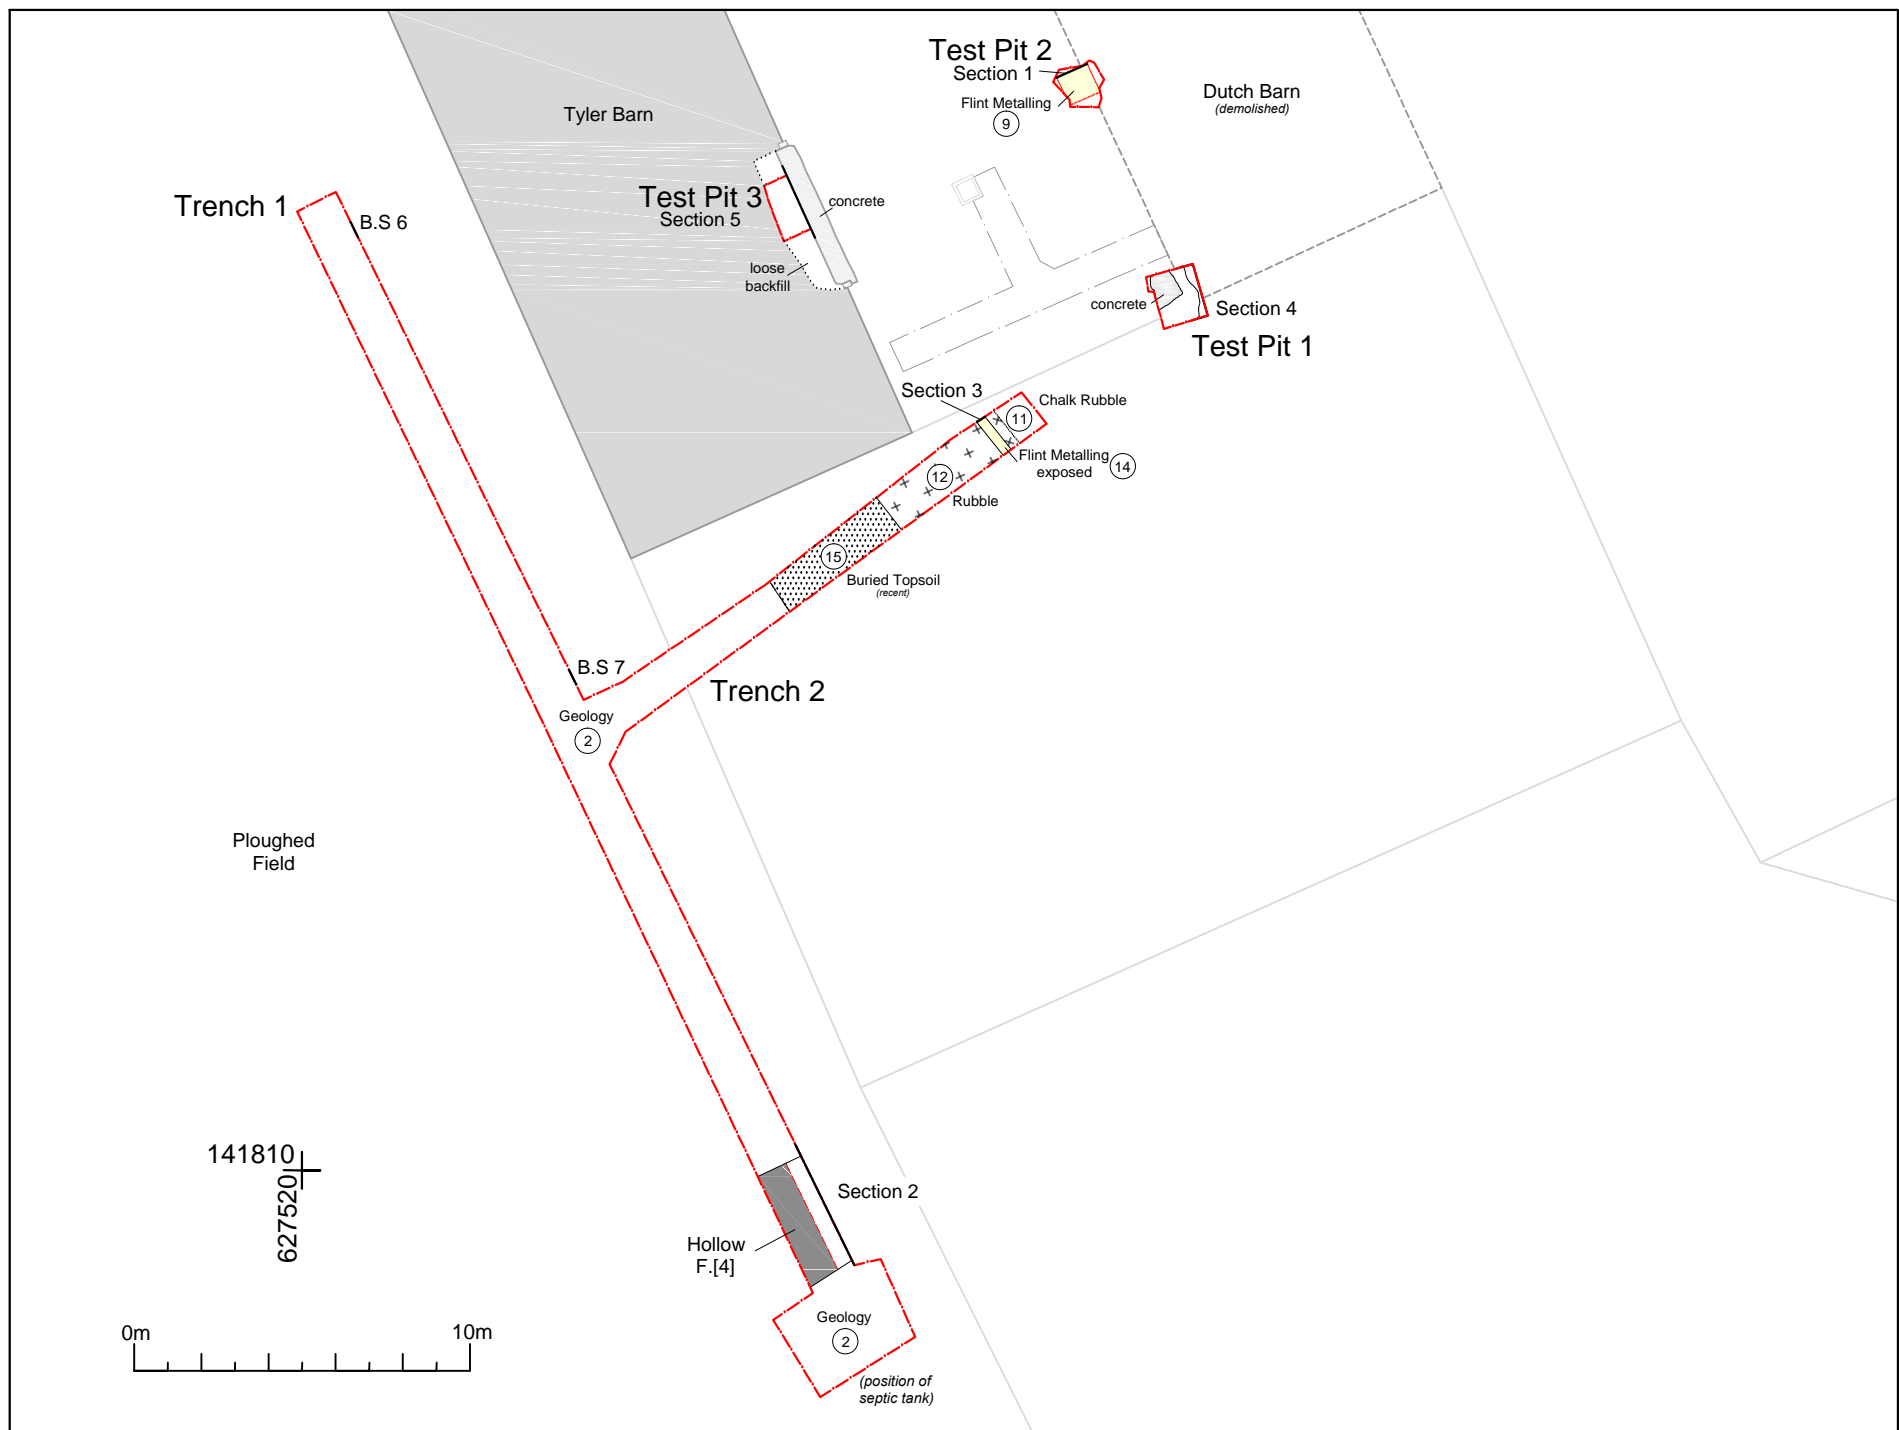 Test Pit 2
Section 1
Flint Metalling
9
Dutch Barn
(demolished)
Tyler Barn
Trench 1
B.S 6
Test Pit 3
Section 5
concrete
loose
backfill
concrete
Section 4
Test Pit 1
Section 3
Chalk Rubble
11
Flint Metalling
exposed
14
12
Rubble
15
Buried Topsoil
(recent)
B.S 7
Trench 2
Geology
2
Ploughed
Field
141810
627520
Section 2
Hollow
F.[4]
Geology
2
(position of
septic tank)
0m
10m